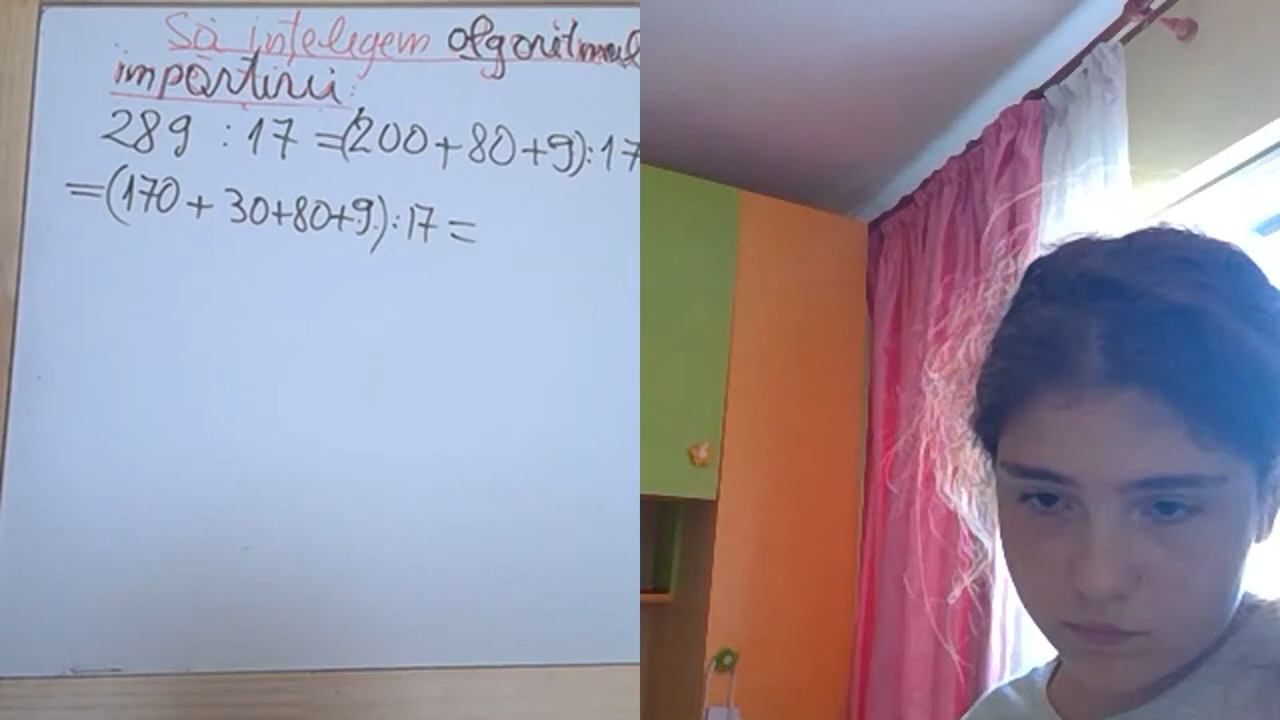 Să înțelegem algoritmul
împărțirii:
289 : 17 =(200+80+9):17
=(170 + 30+80+9):17 =